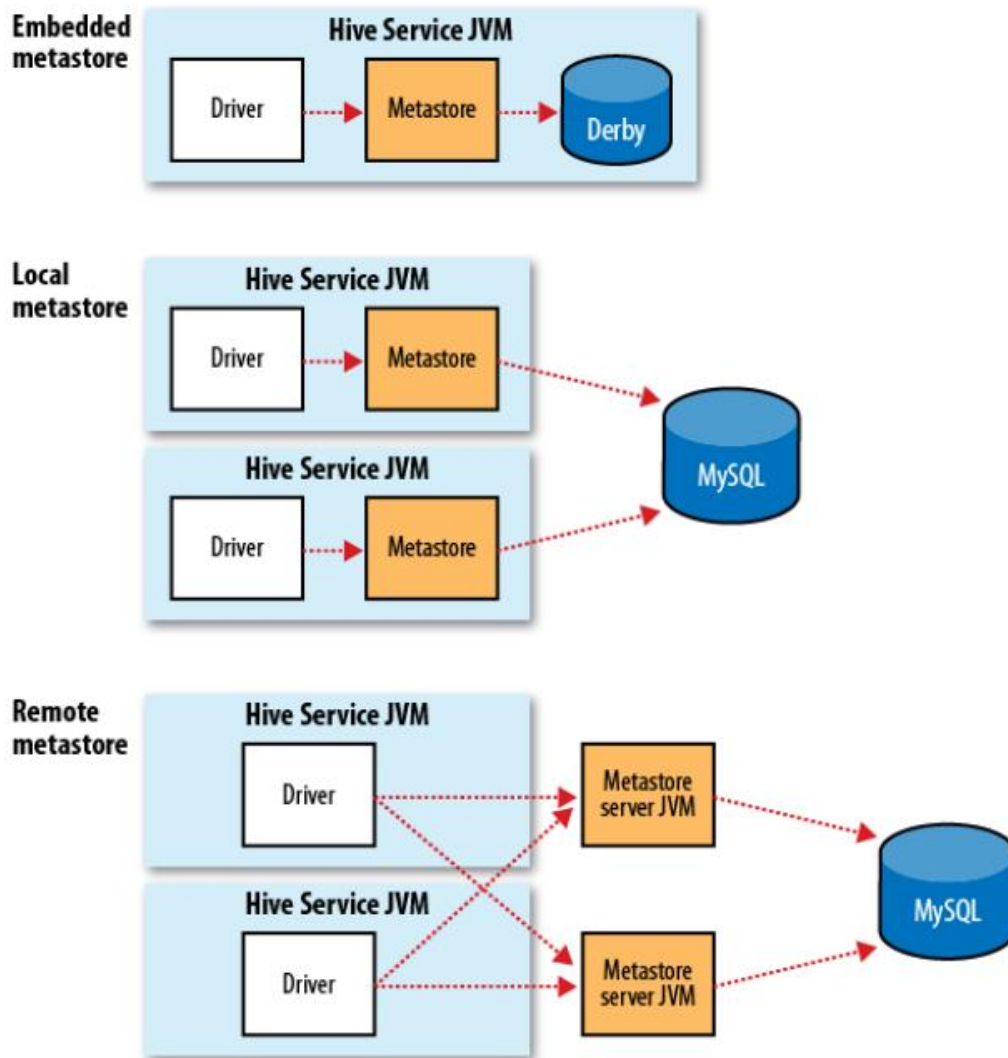 Embedded
metastore
Hive Service JVM
Driver
Metastore
Derby
Local
metastore
Hive Service JVM
Driver
Metastore
Hive Service JVM
Driver
Metastore
MySQL
Remote
metastore
Hive Service JVM
Driver
Metastore
server JVM
Hive Service JVM
Driver
Metastore
server JVM
MySQL